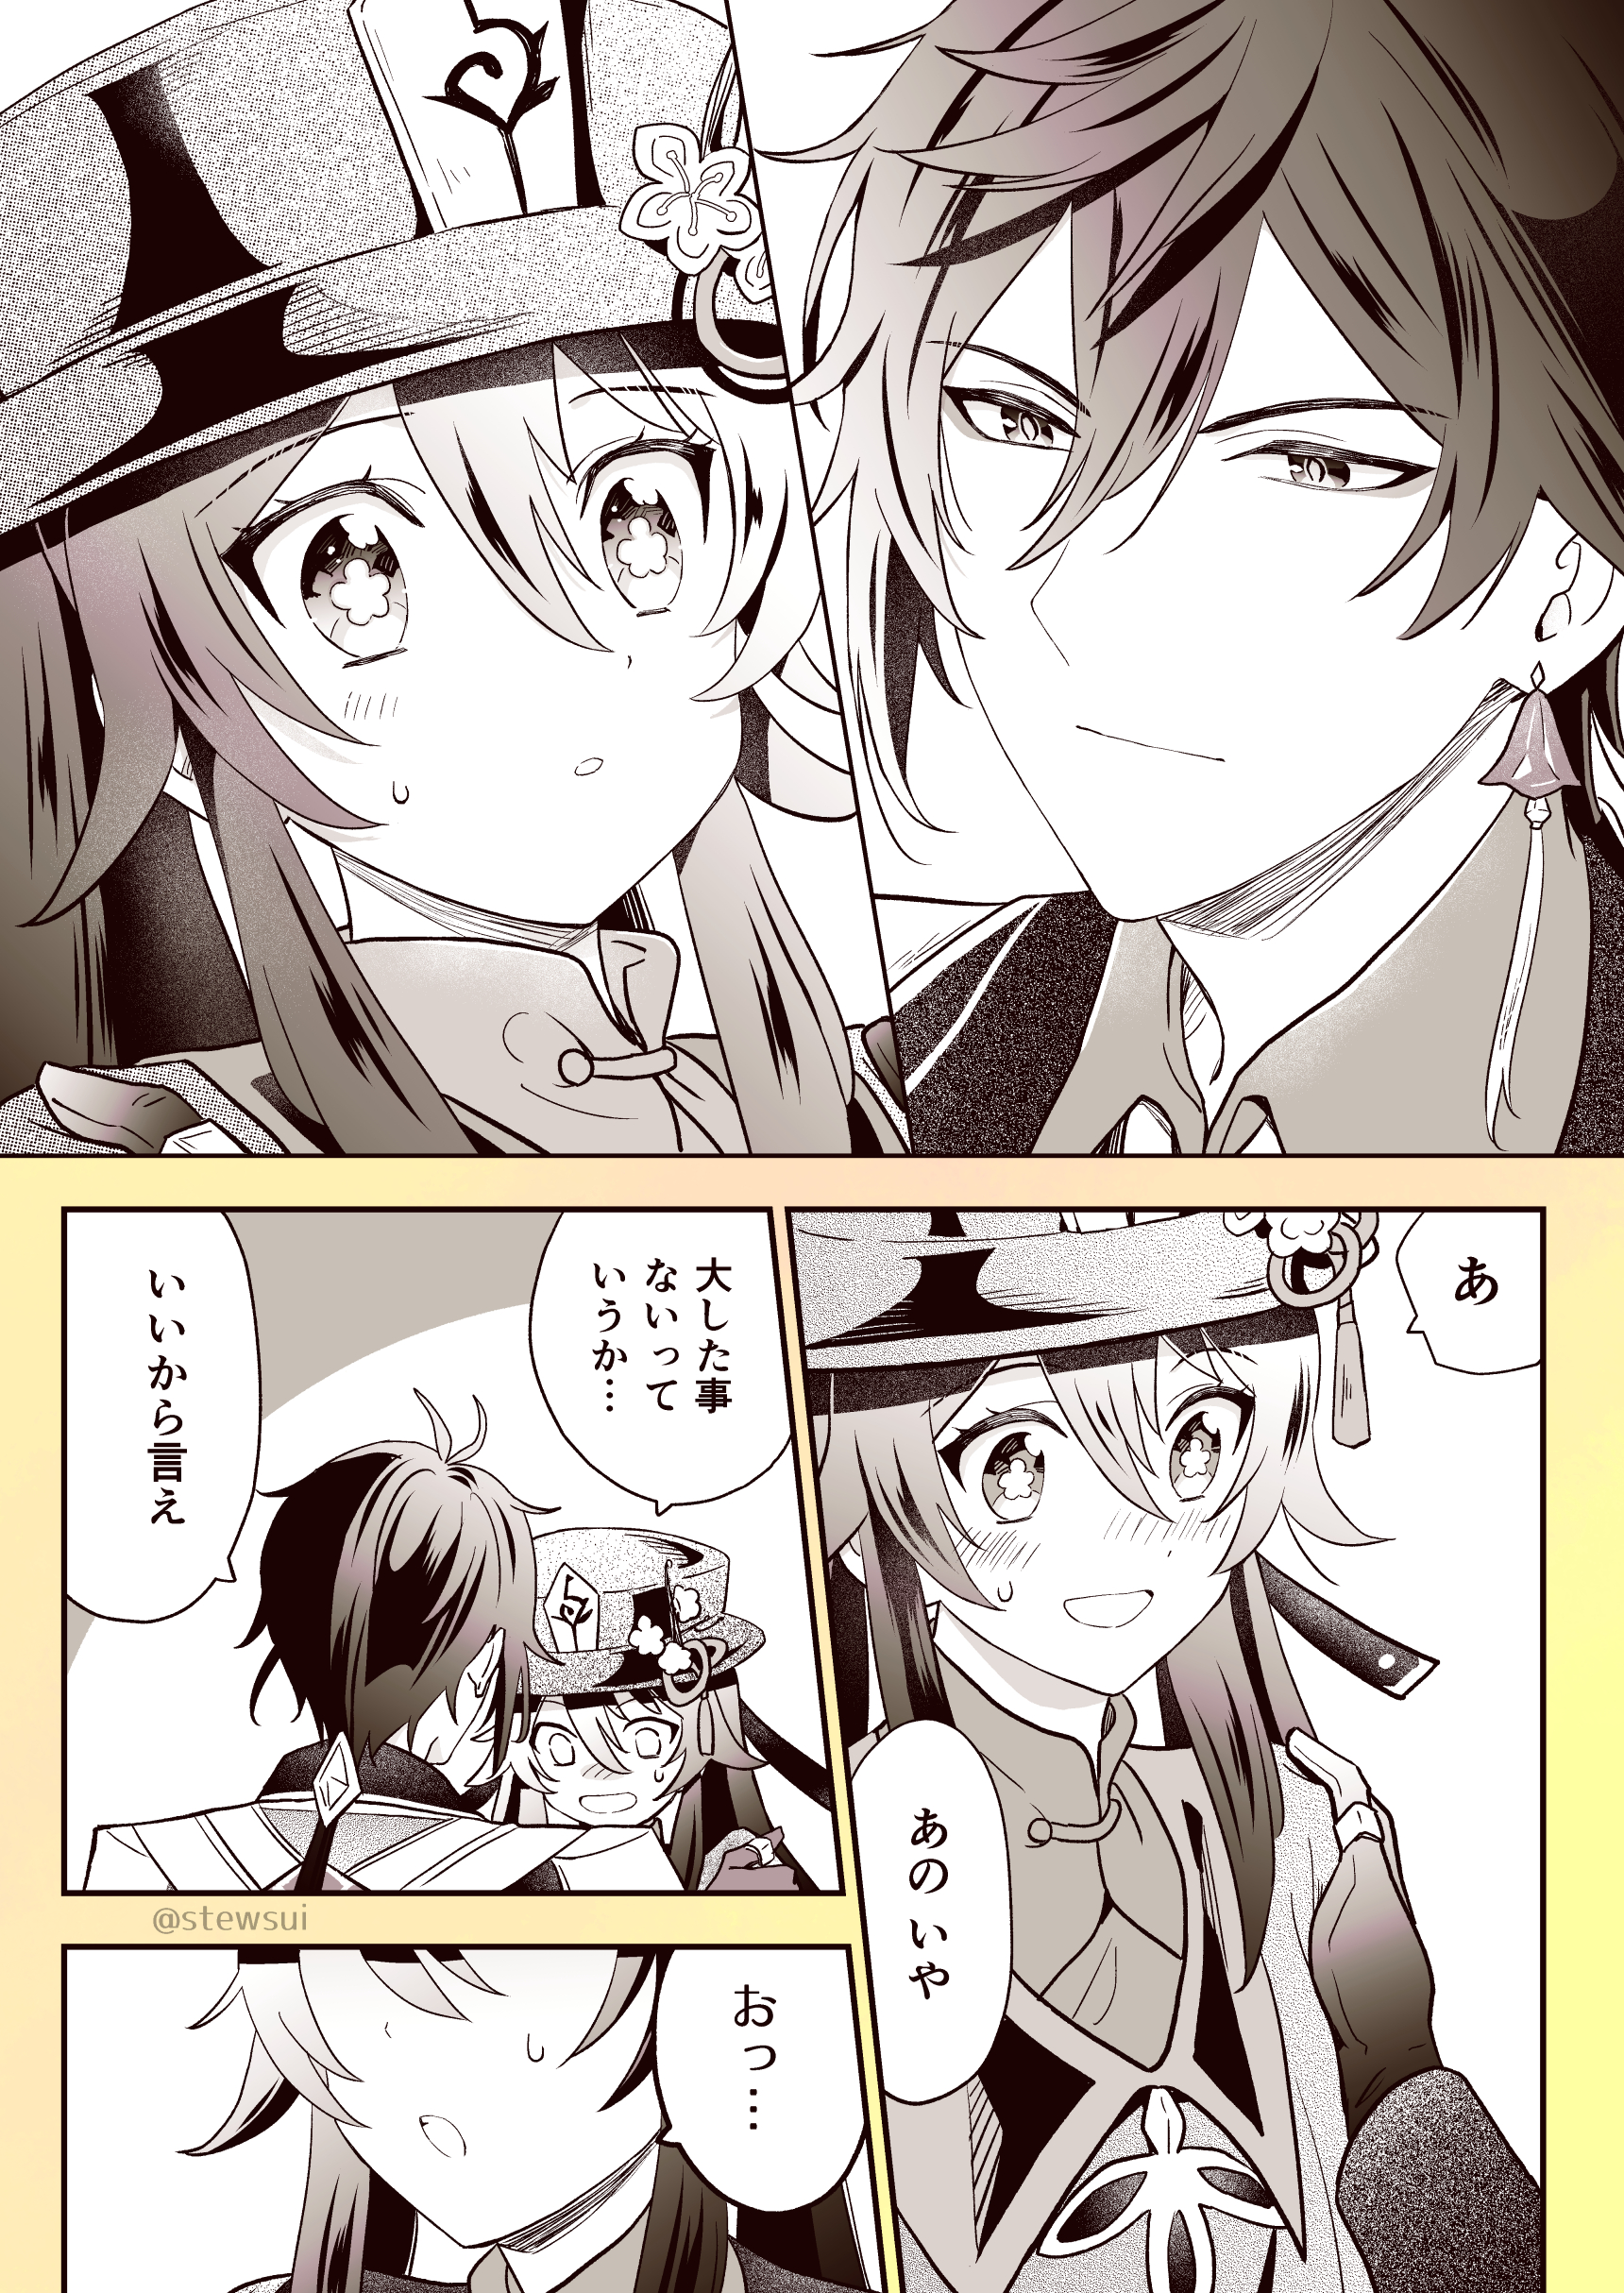 あ
あの いや
大した事
ないって
いうか…
いいから言え
おっ…
@stewsui